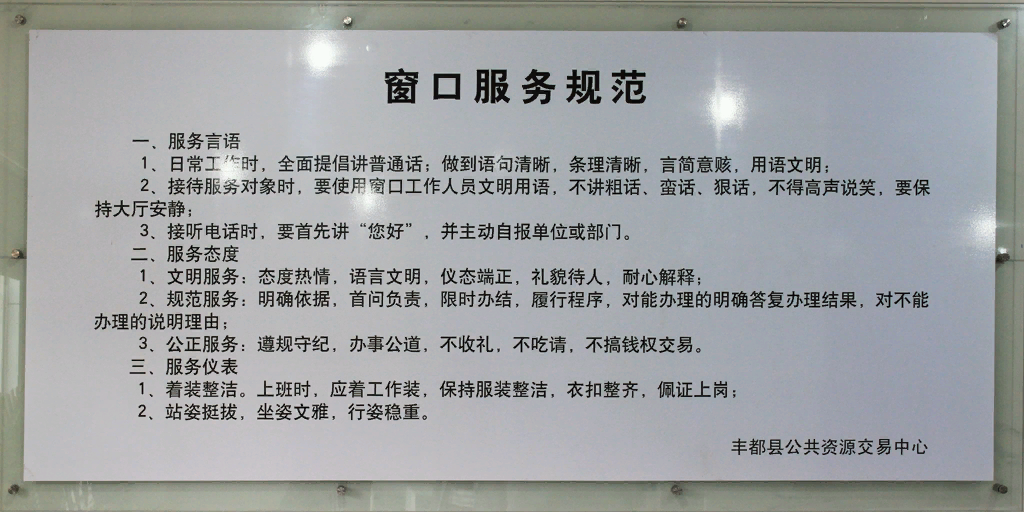 窗口服务规范
一、服务言语
1、日常工作时，全面提倡讲普通话；做到语句清晰，条理清晰，言简意赅，用语文明；
2、接待服务对象时，要使用窗口工作人员文明用语，不讲粗话、蛮话、狠话，不得高声说笑，要保
持大厅安静；
3、接听电话时，要首先讲“您好”，并主动自报单位或部门。
二、服务态度
1、文明服务：态度热情，语言文明，仪态端正，礼貌待人，耐心解释；
2、规范服务：明确依据，首问负责，限时办结，履行程序，对能办理的明确答复办理结果，对不能
办理的说明理由；
3、公正服务：遵规守纪，办事公道，不收礼，不吃请，不搞钱权交易。
三、服务仪表
1、着装整洁。上班时，应着工作装，保持服装整洁，衣扣整齐，佩证上岗；
2、站姿挺拔，坐姿文雅，行姿稳重。
丰都县公共资源交易中心